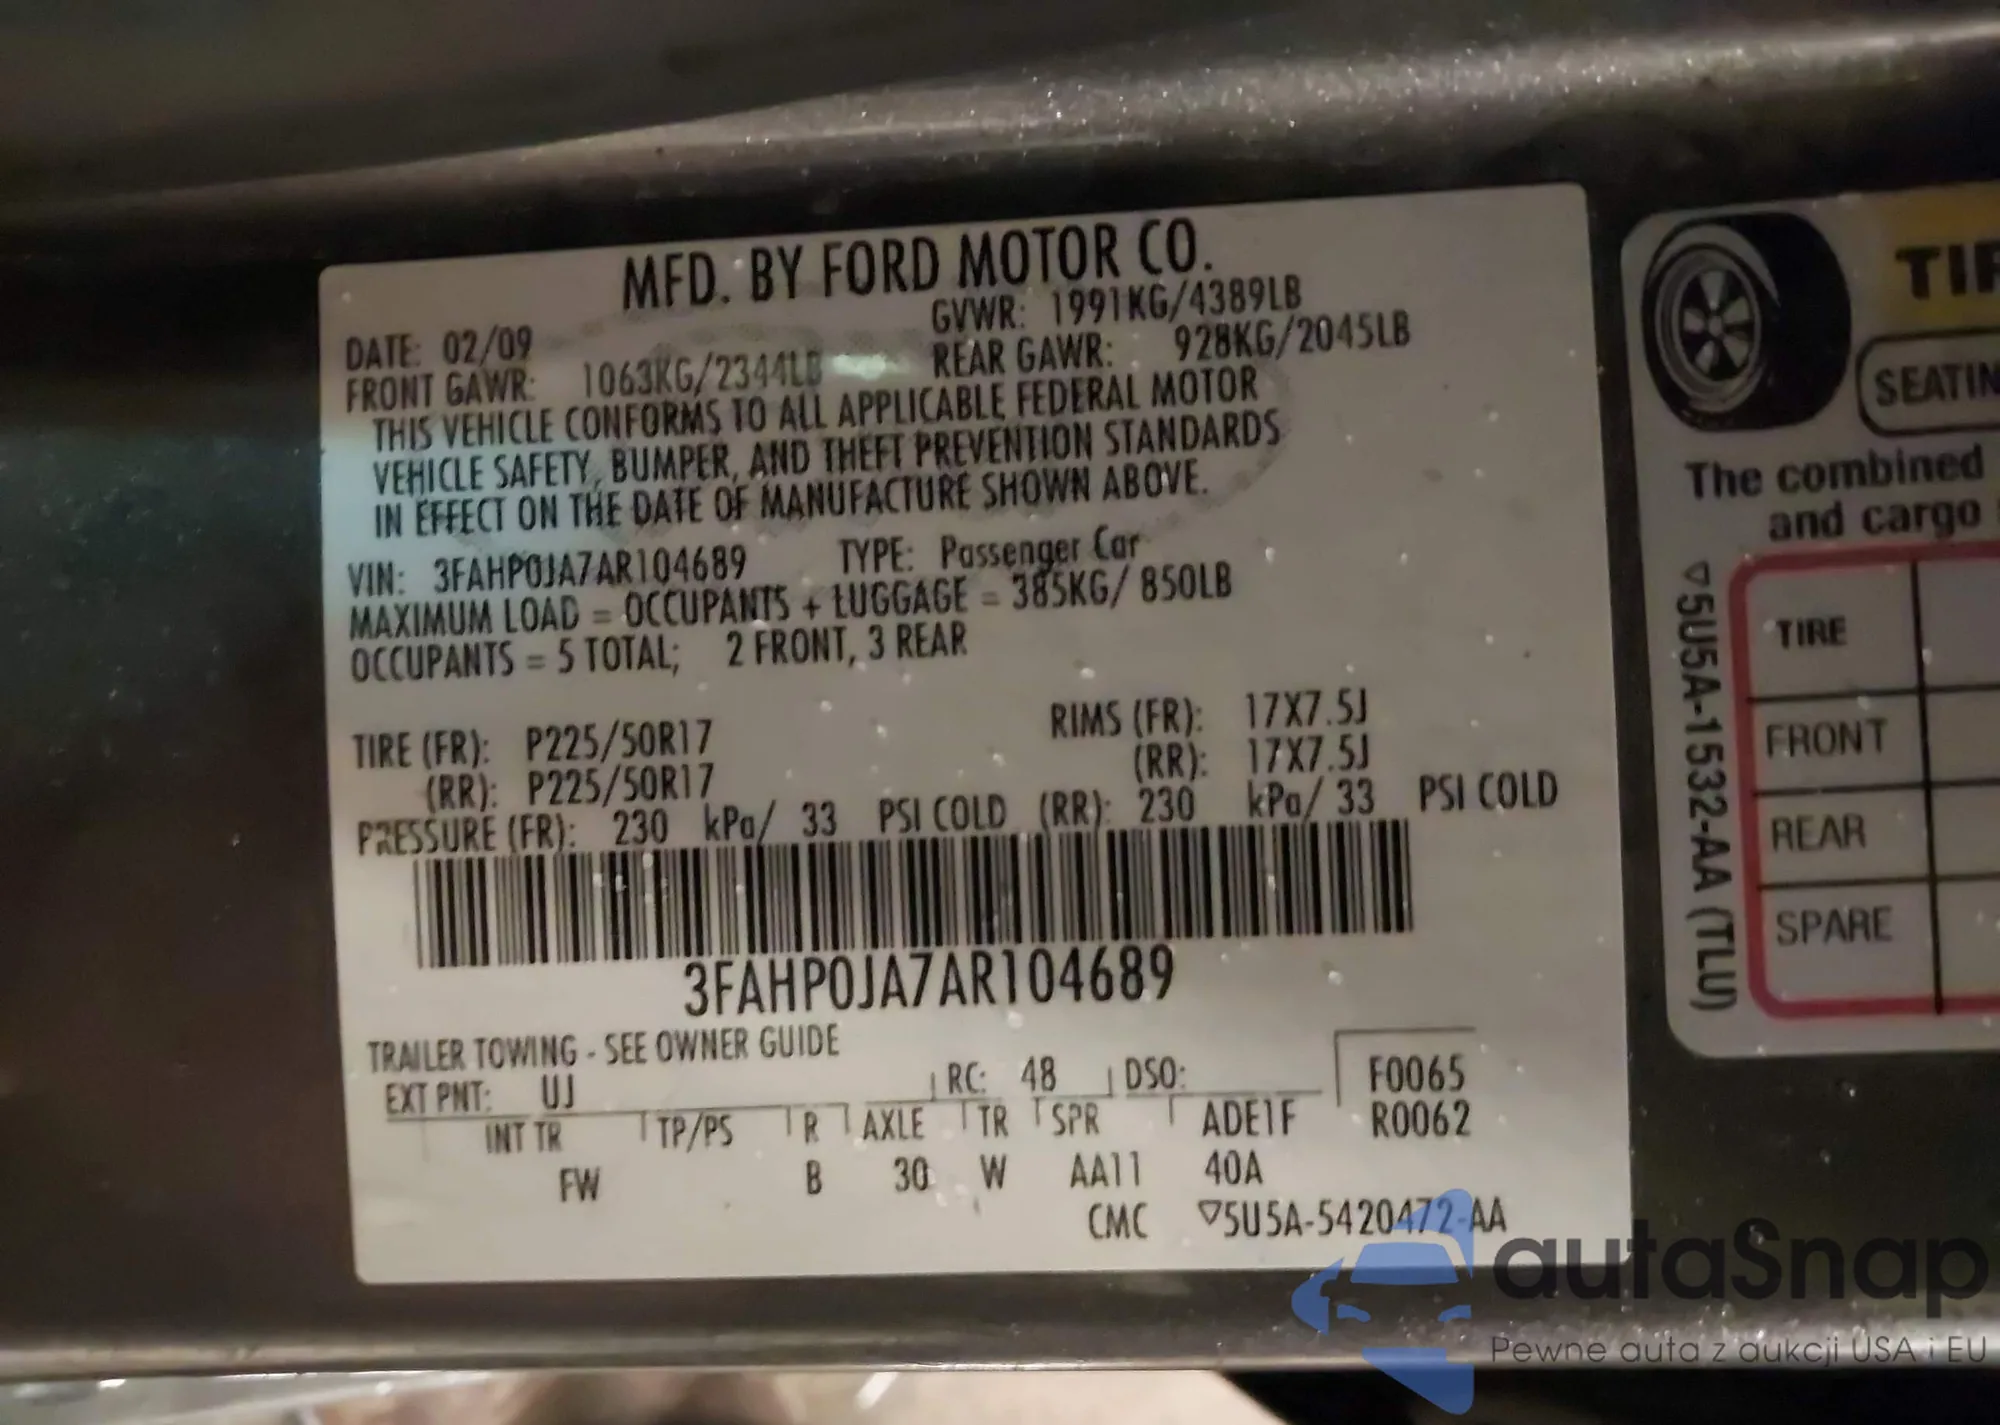 MFD. BY FORD MOTOR CO.
DATE: 02/09 GVWR: 1991KG/4389LB
FRONT GAWR: 1063KG/2344LB REAR GAWR: 928KG/2045LB
THIS VEHICLE CONFORMS TO ALL APPLICABLE FEDERAL MOTOR
VEHICLE SAFETY, BUMPER, AND THEFT PREVENTION STANDARDS
IN EFFECT ON THE DATE OF MANUFACTURE SHOWN ABOVE.
VIN: 3FAHP0JA7AR104689 TYPE: Passenger Car
MAXIMUM LOAD = OCCUPANTS + LUGGAGE = 385KG/ 850LB
OCCUPANTS = 5 TOTAL; 2 FRONT, 3 REAR
TIRE (FR): P225/50R17 RIMS (FR): 17X7.5J
(RR): P225/50R17 (RR): 17X7.5J
PRESSURE (FR): 230 kPa/ 33 PSI COLD (RR): 230 kPa/ 33 PSI COLD
3FAHP0JA7AR104689
TRAILER TOWING - SEE OWNER GUIDE
EXT PNT: UJ RC: 48 DSO: F0065
INT TR TP/PS R AXLE TR SPR ADE1F R0062
FW B 30 W AA11 40A
CMC ▽5U5A-5420472-AA
TIR
SEATIN
The combined
and cargo
TIRE
FRONT
REAR
SPARE
▽5U5A-1532-AA (TLU)
autaSnap
Pewne auta z aukcji USA i EU